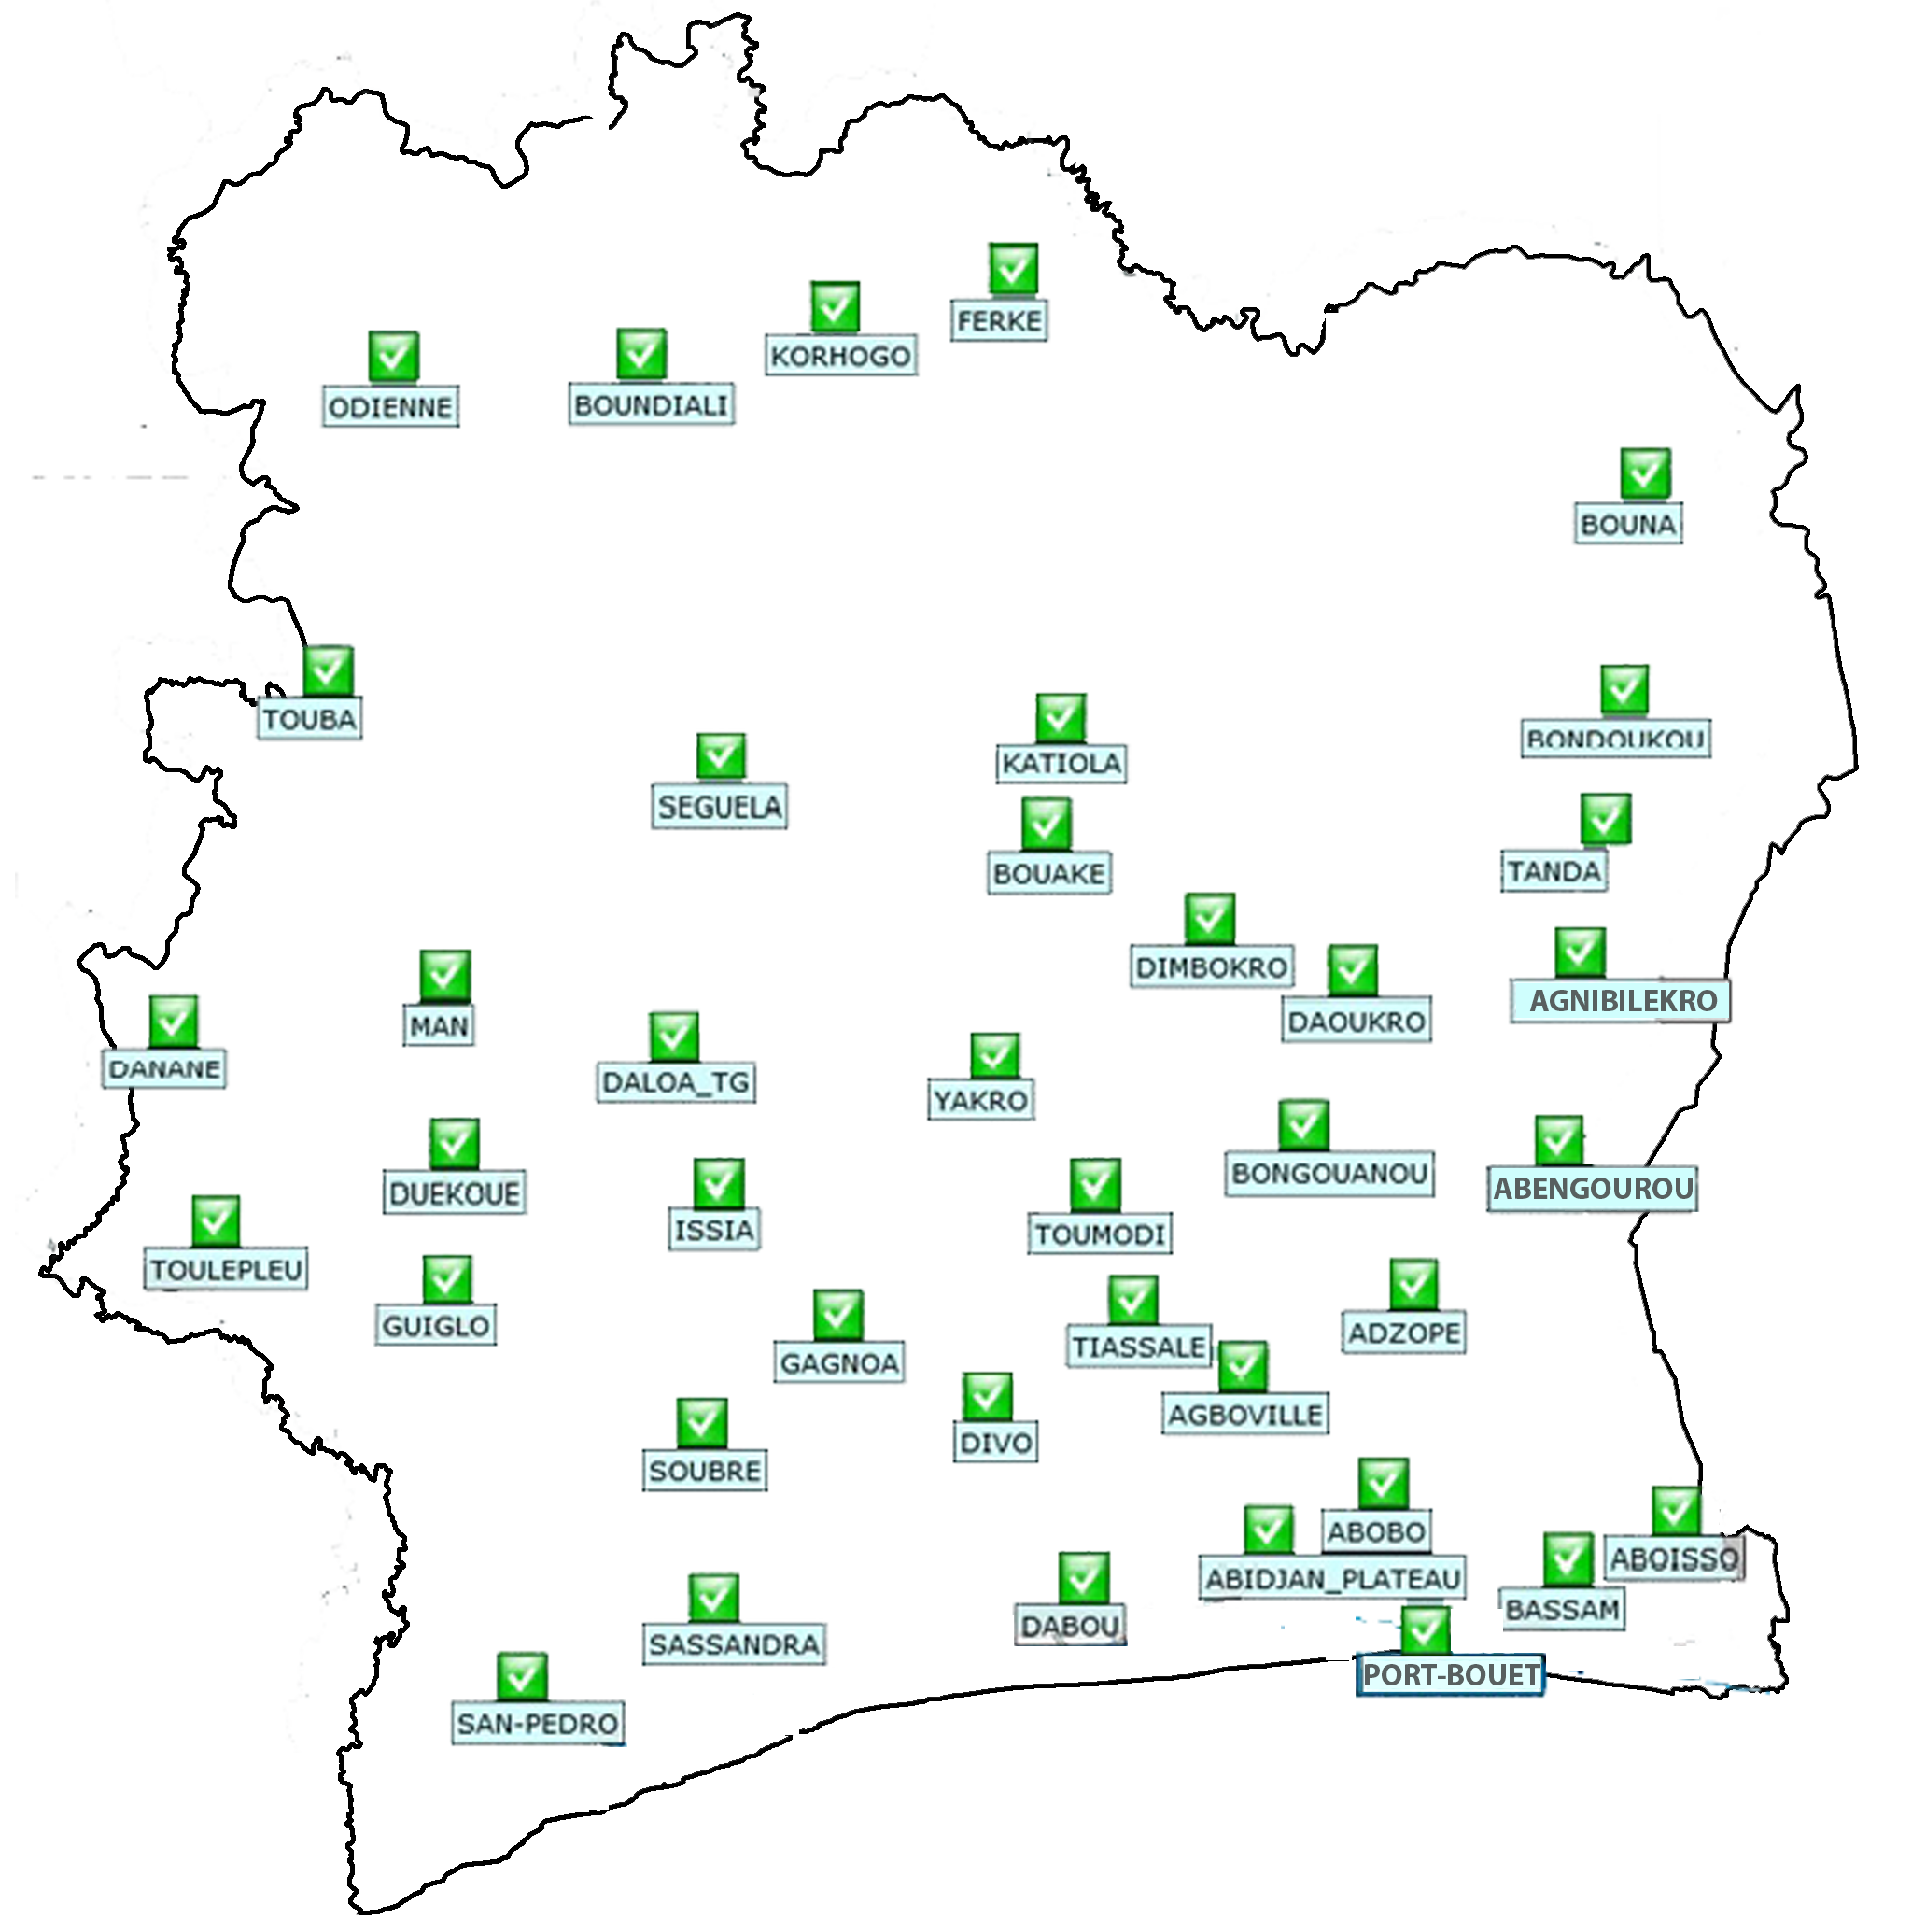 FERKE
KORHOGO
ODIENNE
BOUNDIALI
BOUNA
TOUBA
BONDOUKOU
KATIOLA
SEGUELA
BOUAKE
TANDA
DIMBOKRO
AGNIBILEKRO
DAOUKRO
MAN
DANANE
DALOA_TG
YAKRO
BONGOUANOU
DUEKOUE
ABENGOUROU
ISSIA
TOUMODI
TOULEPLEU
GUIGLO
ADZOPE
TIASSALE
GAGNOA
AGBOVILLE
DIVO
SOUBRE
ABOBO
ABOISSO
ABIDJAN_PLATEAU
BASSAM
DABOU
SASSANDRA
PORT-BOUET
SAN-PEDRO